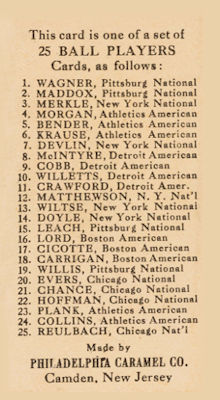 This card is one of a set of
25 BALL PLAYERS
Cards, as follows:
1. WAGNER, Pittsburg National
2. MADDOX, Pittsburg National
3. MERKLE, New York National
4. MORGAN, Athletics American
5. BENDER, Athletics American
6. KRAUSE, Athletics American
7. DEVLIN, New York National
8. McINTYRE, Detroit American
9. COBB, Detroit American
10. WILLETTS, Detroit American
11. CRAWFORD, Detroit Amer.
12. MATTHEWSON, N. Y. Nat'l
13. WILTSE, New York National
14. DOYLE, New York National
15. LEACH, Pittsburg National
16. LORD, Boston American
17. CICOTTE, Boston American
18. CARRIGAN, Boston American
19. WILLIS, Pittsburg National
20. EVERS, Chicago National
21. CHANCE, Chicago National
22. HOFFMAN, Chicago National
23. PLANK, Athletics American
24. COLLINS, Athletics American
25. REULBACH, Chicago Nat'l
Made by
PHILADELPHIA CARAMEL CO.
Camden, New Jersey